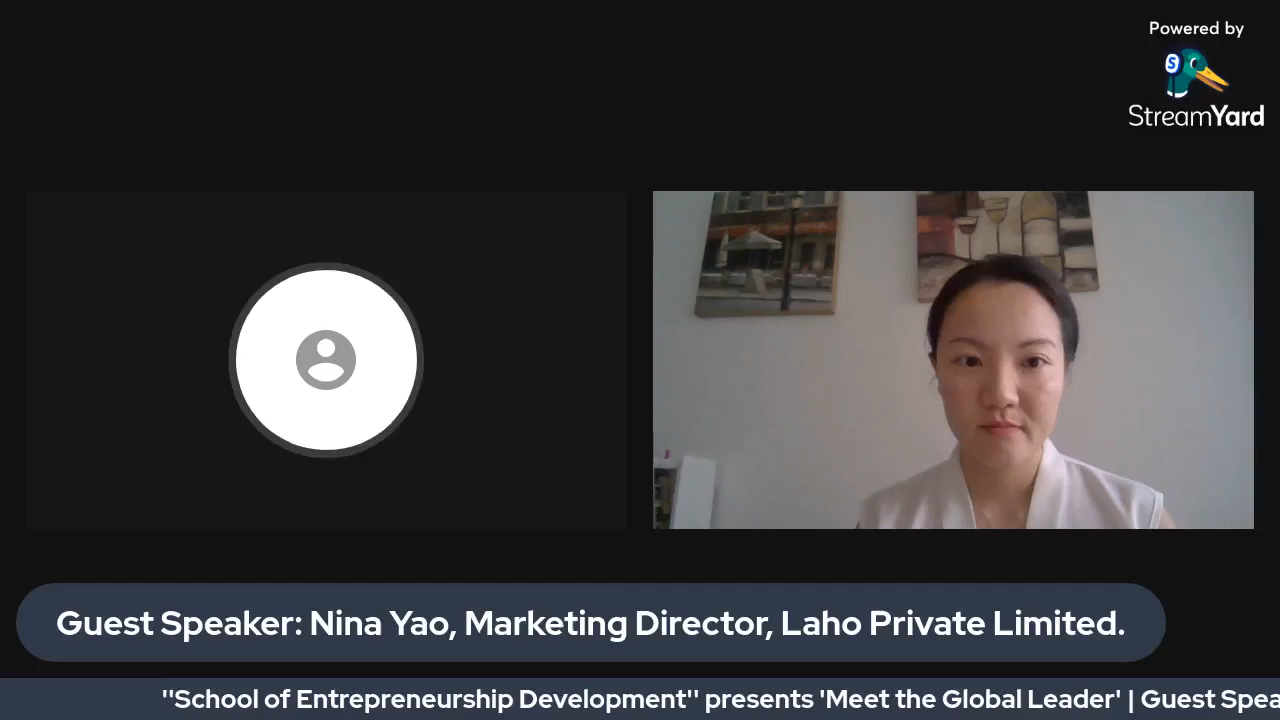 Powered by
StreamYard
Guest Speaker: Nina Yao, Marketing Director, Laho Private Limited.
"School of Entrepreneurship Development" presents 'Meet the Global Leader' | Guest Spea